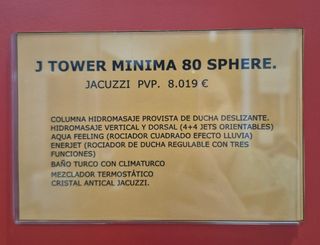 J TOWER MINIMA 80 SPHERE.
JACUZZI PVP. 8.019 €
COLUMNA HIDROMASAJE PROVISTA DE DUCHA DESLIZANTE.
HIDROMASAJE VERTICAL Y DORSAL (4+4 JETS ORIENTABLES)
AQUA FEELING (ROCIADOR CUADRADO EFECTO LLUVIA)
ENERJET (ROCIADOR DE DUCHA REGULABLE CON TRES
FUNCIONES)
BAÑO TURCO CON CLIMATURCO
MEZCLADOR TERMOSTÁTICO
CRISTAL ANTICAL JACUZZI.